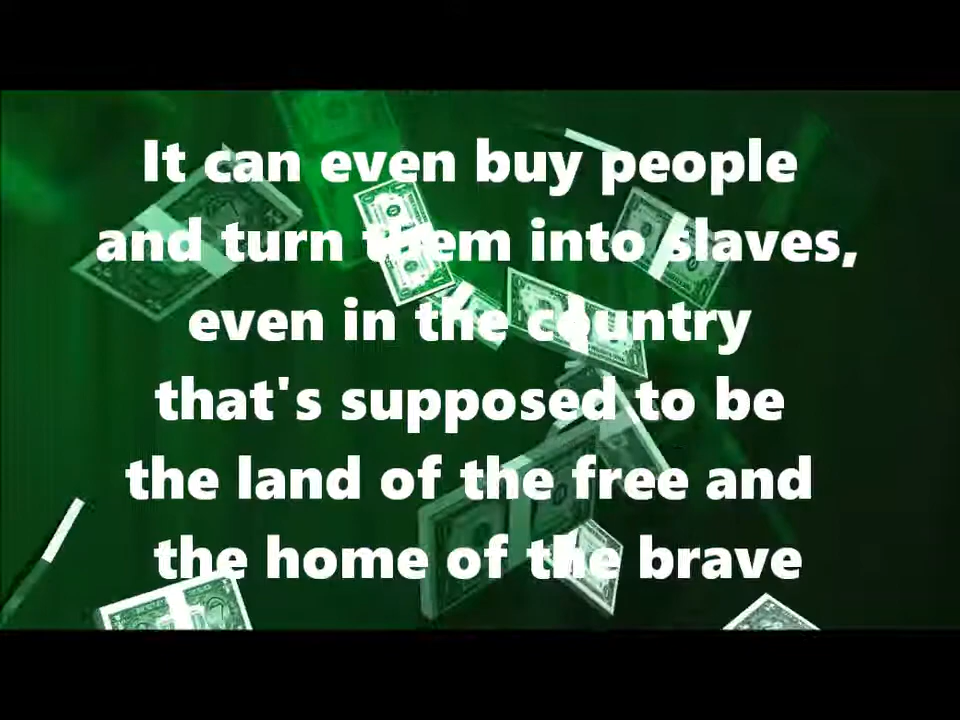 It can even buy people
and turn them into slaves,
even in the country
that's supposed to be
the land of the free and
the home of the brave